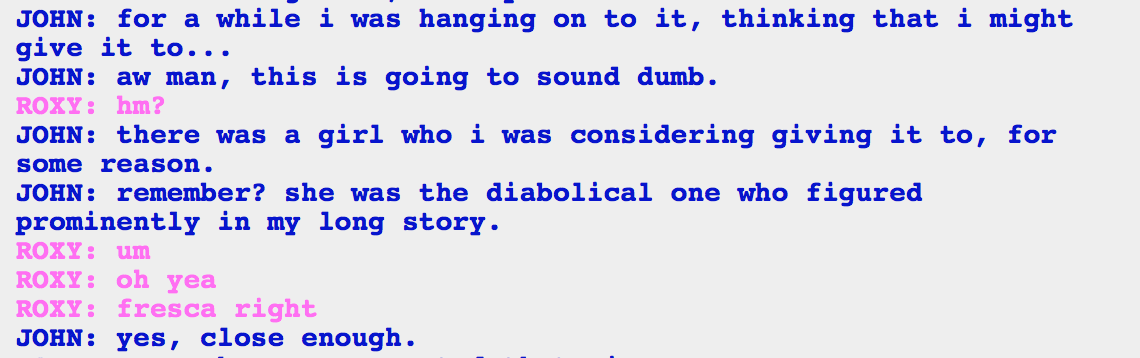 JOHN: for a while i was hanging on to it, thinking that i might
give it to...
JOHN: aw man, this is going to sound dumb.
ROXY: hm?
JOHN: there was a girl who i was considering giving it to, for
some reason.
JOHN: remember? she was the diabolical one who figured
prominently in my long story.
ROXY: um
ROXY: oh yea
ROXY: fresca right
JOHN: yes, close enough.